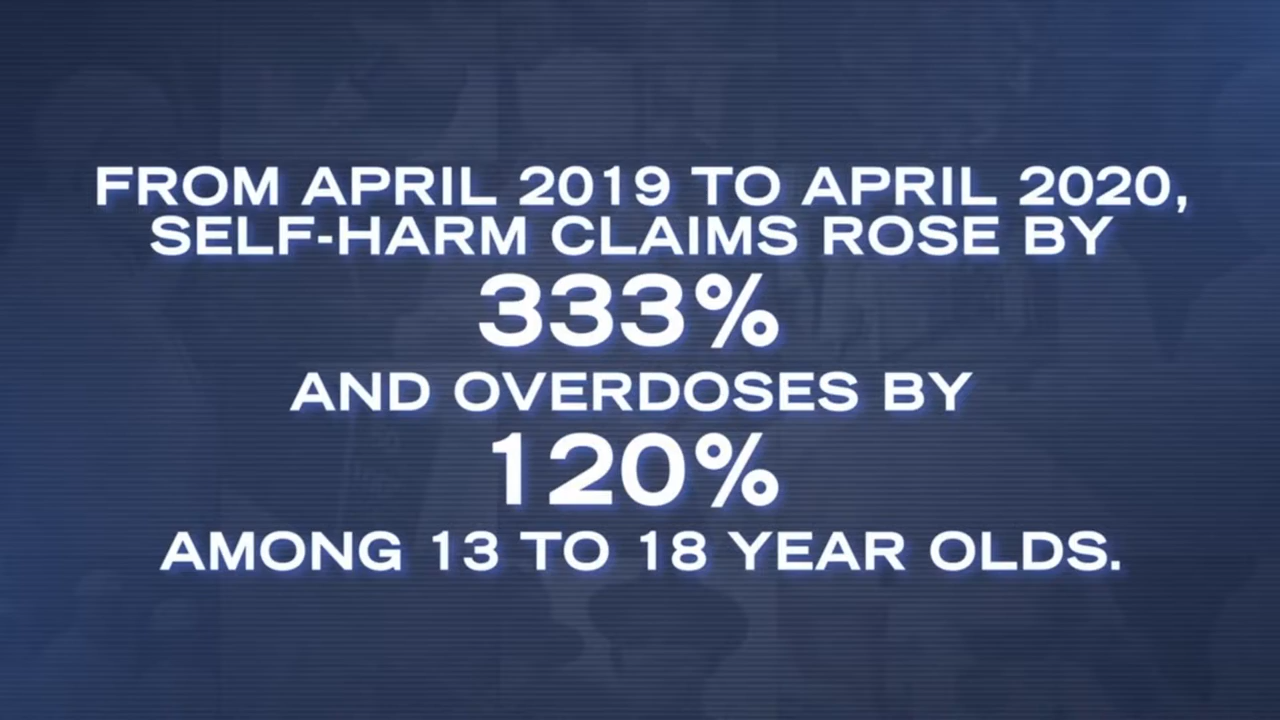 FROM APRIL 2019 TO APRIL 2020,
SELF-HARM CLAIMS ROSE BY
333%
AND OVERDOSES BY
120%
AMONG 13 TO 18 YEAR OLDS.